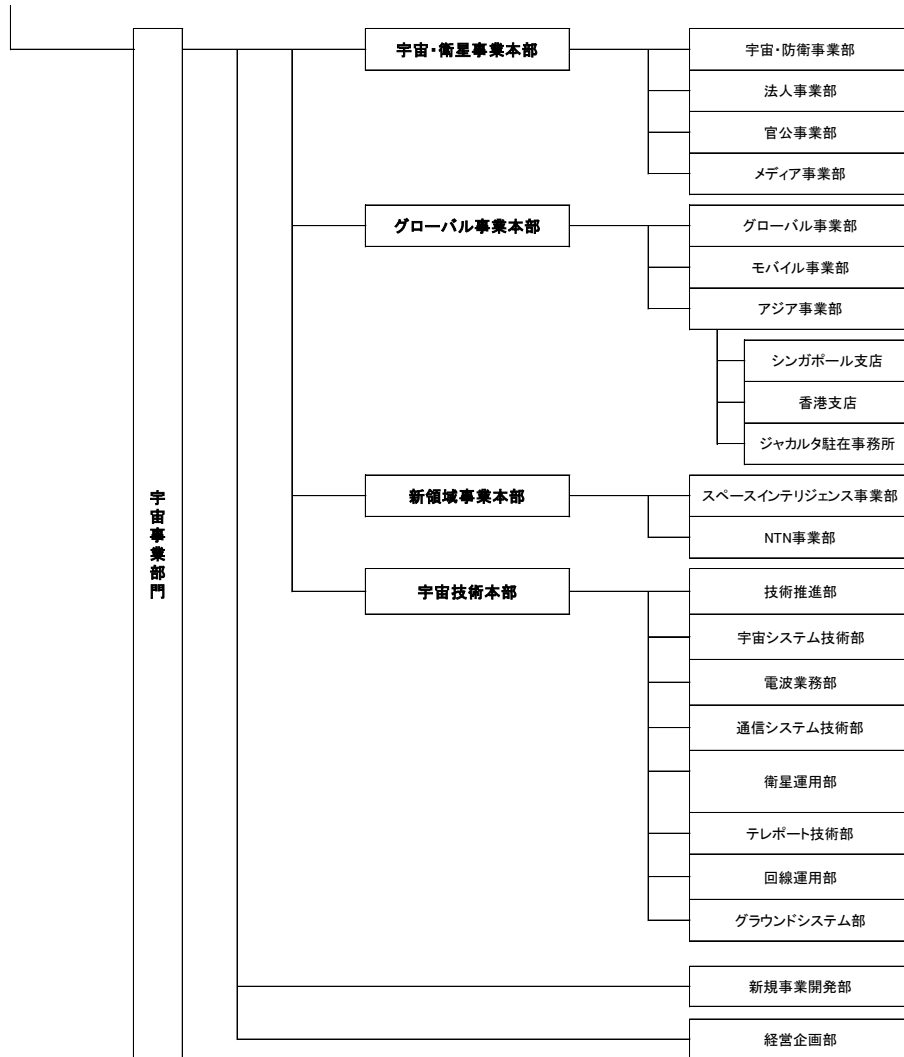 宇宙事業部門
宇宙・衛星事業本部
宇宙・防衛事業部
法人事業部
官公事業部
メディア事業部
グローバル事業本部
グローバル事業部
モバイル事業部
アジア事業部
シンガポール支店
香港支店
ジャカルタ駐在事務所
新領域事業本部
スペースインテリジェンス事業部
NTN事業部
宇宙技術本部
技術推進部
宇宙システム技術部
電波業務部
通信システム技術部
衛星運用部
テレポート技術部
回線運用部
グラウンドシステム部
新規事業開発部
経営企画部